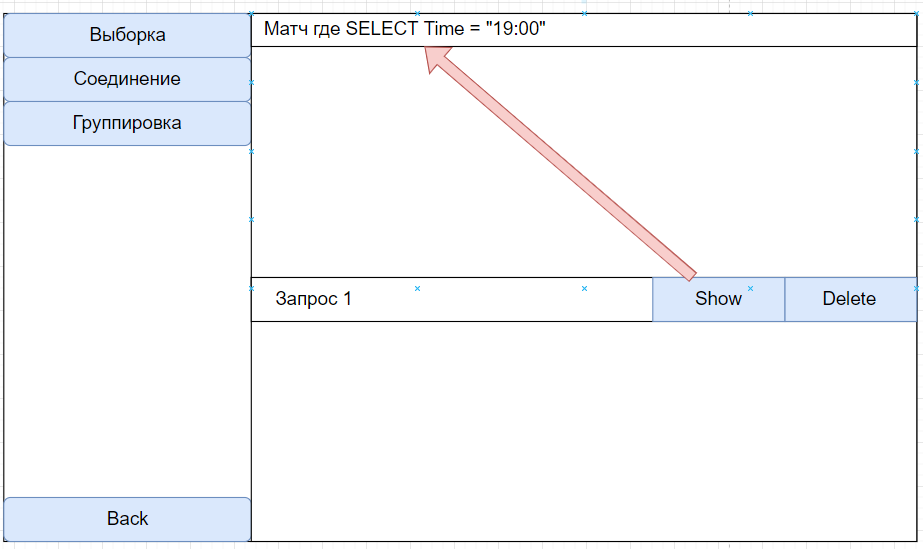 Выборка
Матч где SELECT Time = "19:00"
Соединение
Группировка
Запрос 1
Show
Delete
Back